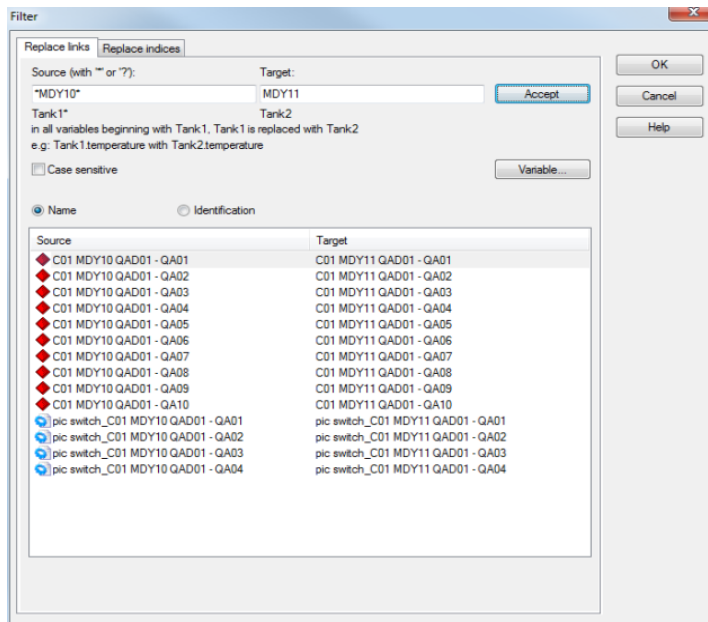 Filter
Replace links Replace indices
Source (with '*' or '?'): Target:
*MDY10* MDY11 Accept
Tank1* Tank2
in all variables beginning with Tank1, Tank1 is replaced with Tank2
e.g: Tank1.temperature with Tank2.temperature
Case sensitive Variable...
Name Identification
Source Target
C01 MDY10 QAD01 - QA01 C01 MDY11 QAD01 - QA01
C01 MDY10 QAD01 - QA02 C01 MDY11 QAD01 - QA02
C01 MDY10 QAD01 - QA03 C01 MDY11 QAD01 - QA03
C01 MDY10 QAD01 - QA04 C01 MDY11 QAD01 - QA04
C01 MDY10 QAD01 - QA05 C01 MDY11 QAD01 - QA05
C01 MDY10 QAD01 - QA06 C01 MDY11 QAD01 - QA06
C01 MDY10 QAD01 - QA07 C01 MDY11 QAD01 - QA07
C01 MDY10 QAD01 - QA08 C01 MDY11 QAD01 - QA08
C01 MDY10 QAD01 - QA09 C01 MDY11 QAD01 - QA09
C01 MDY10 QAD01 - QA10 C01 MDY11 QAD01 - QA10
pic switch_C01 MDY10 QAD01 - QA01 pic switch_C01 MDY11 QAD01 - QA01
pic switch_C01 MDY10 QAD01 - QA02 pic switch_C01 MDY11 QAD01 - QA02
pic switch_C01 MDY10 QAD01 - QA03 pic switch_C01 MDY11 QAD01 - QA03
pic switch_C01 MDY10 QAD01 - QA04 pic switch_C01 MDY11 QAD01 - QA04
OK
Cancel
Help